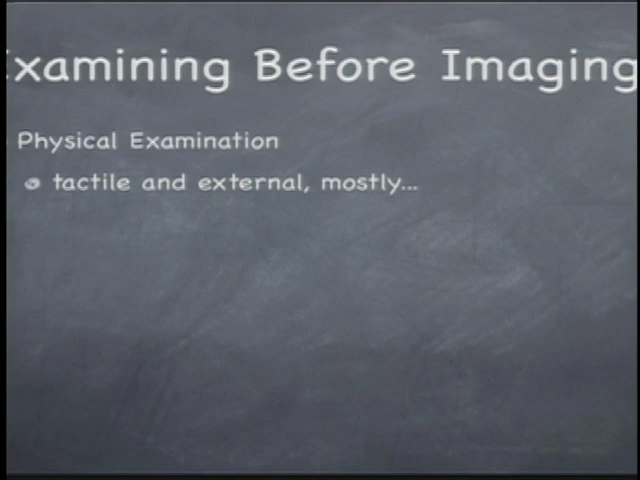 xamining Before Imaging
Physical Examination
tactile and external, mostly...